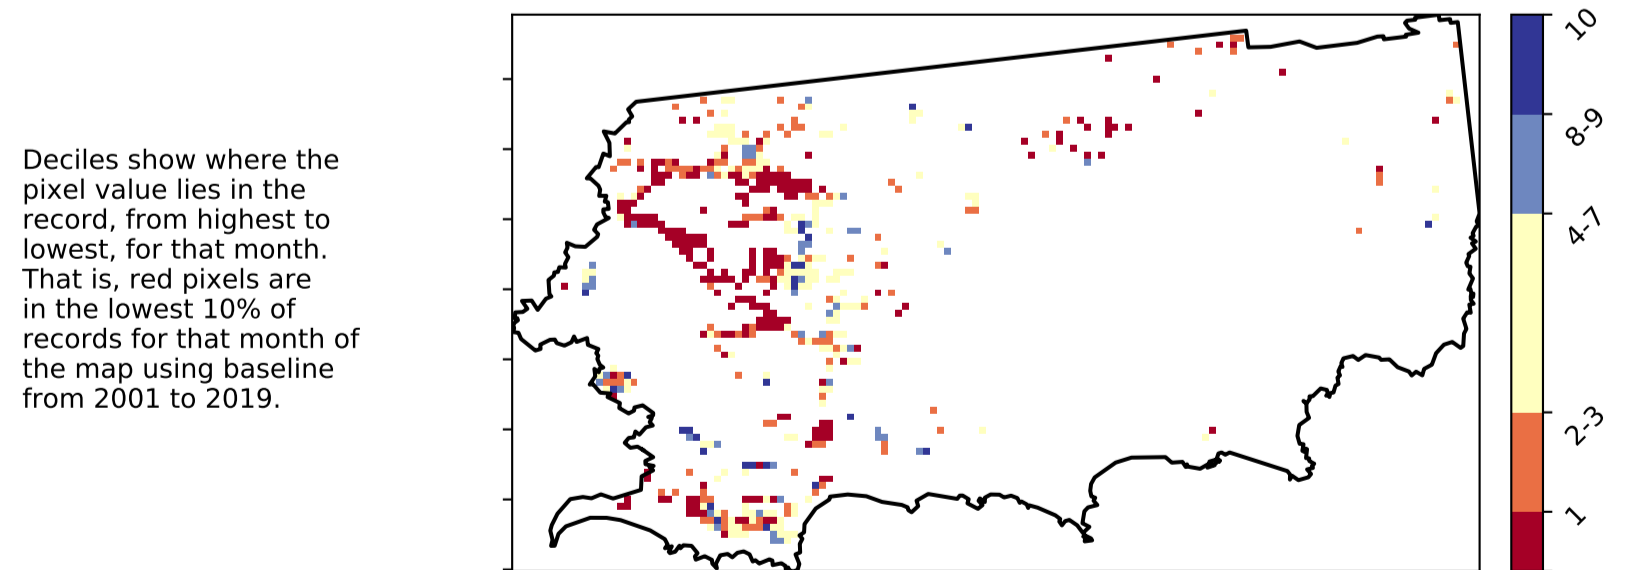 Deciles show where the
pixel value lies in the
record, from highest to
lowest, for that month.
That is, red pixels are
in the lowest 10% of
records for that month of
the map using baseline
from 2001 to 2019.
10
8-9
4-7
2-3
1